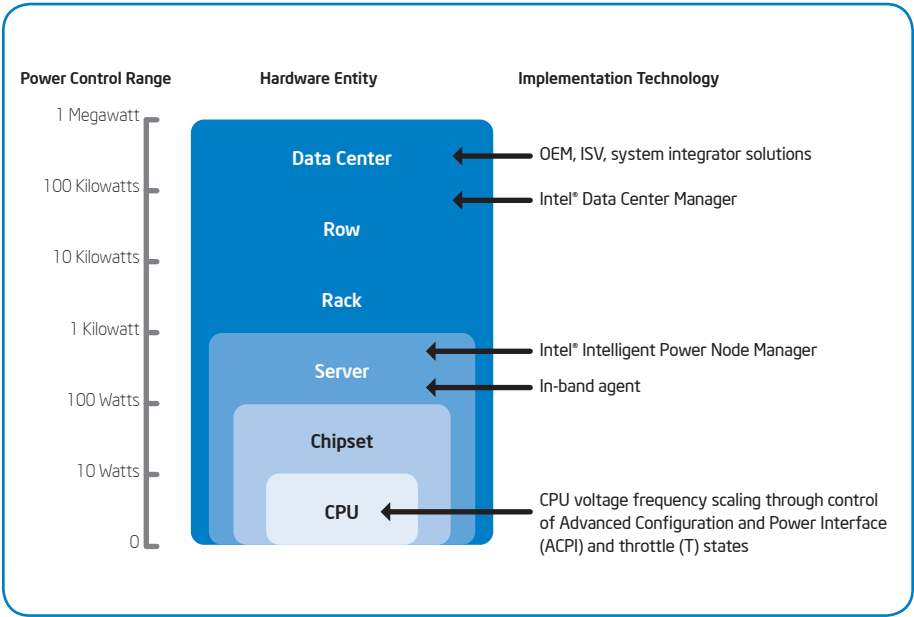 Power Control Range
Hardware Entity
Implementation Technology
1 Megawatt
Data Center
OEM, ISV, system integrator solutions
100 Kilowatts
Intel® Data Center Manager
Row
10 Kilowatts
Rack
1 Kilowatt
Intel® Intelligent Power Node Manager
Server
In-band agent
100 Watts
Chipset
10 Watts
CPU
CPU voltage frequency scaling through control
of Advanced Configuration and Power Interface
(ACPI) and throttle (T) states
0